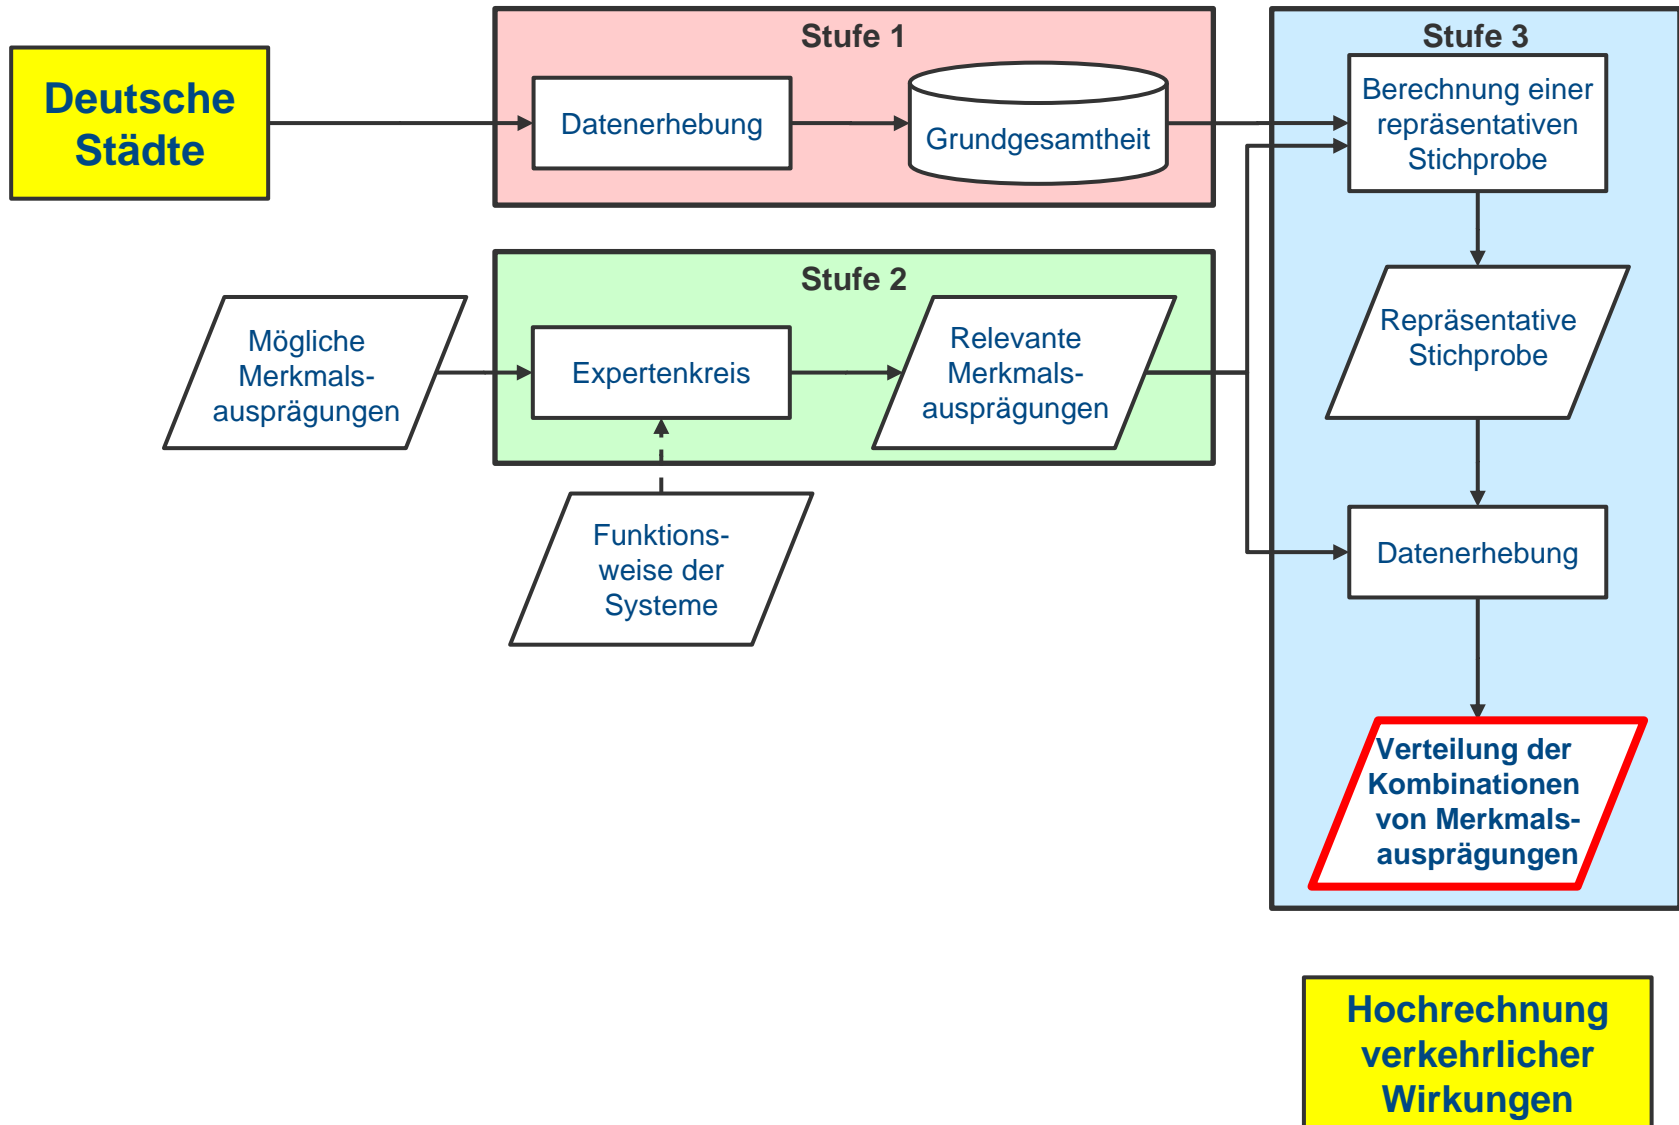 Deutsche
Städte
Stufe 1
Datenerhebung
Grundgesamtheit
Stufe 2
Mögliche
Merkmals-
ausprägungen
Expertenkreis
Relevante
Merkmals-
ausprägungen
Funktions-
weise der
Systeme
Stufe 3
Berechnung einer
repräsentativen
Stichprobe
Repräsentative
Stichprobe
Datenerhebung
Verteilung der
Kombinationen
von Merkmals-
ausprägungen
Hochrechnung
verkehrlicher
Wirkungen